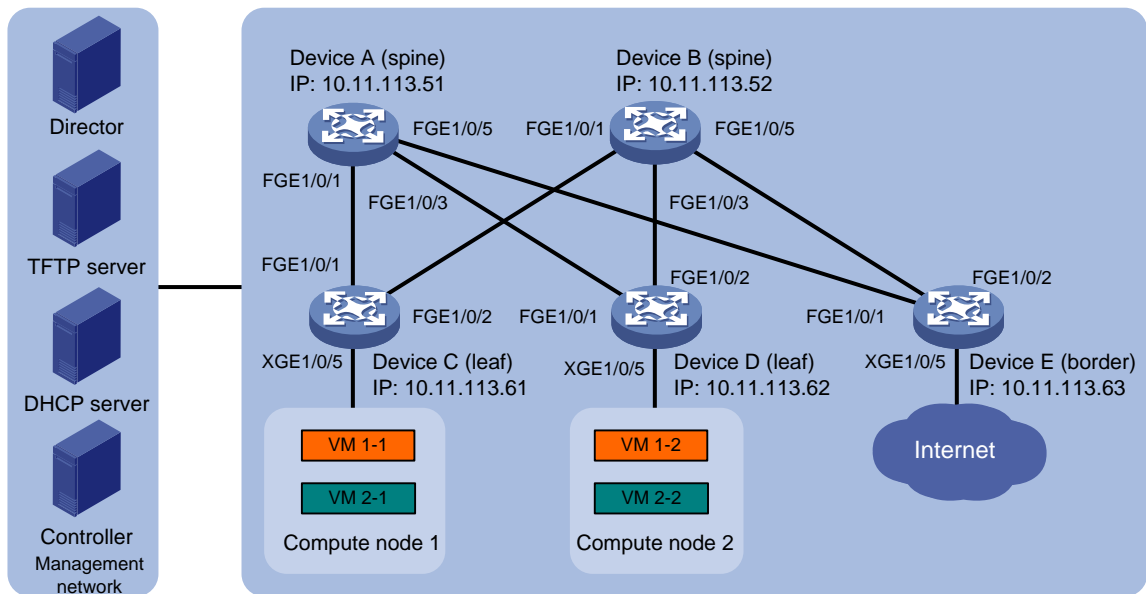 Director
TFTP server
DHCP server
Controller
Management
network
Device A (spine)
IP: 10.11.113.51
Device B (spine)
IP: 10.11.113.52
FGE1/0/5
FGE1/0/1
FGE1/0/5
FGE1/0/1
FGE1/0/3
FGE1/0/3
FGE1/0/1
FGE1/0/2
FGE1/0/2
FGE1/0/2
FGE1/0/1
FGE1/0/1
XGE1/0/5
Device C (leaf)
IP: 10.11.113.61
XGE1/0/5
Device D (leaf)
IP: 10.11.113.62
XGE1/0/5
Device E (border)
IP: 10.11.113.63
VM 1-1
VM 2-1
Compute node 1
VM 1-2
VM 2-2
Compute node 2
Internet